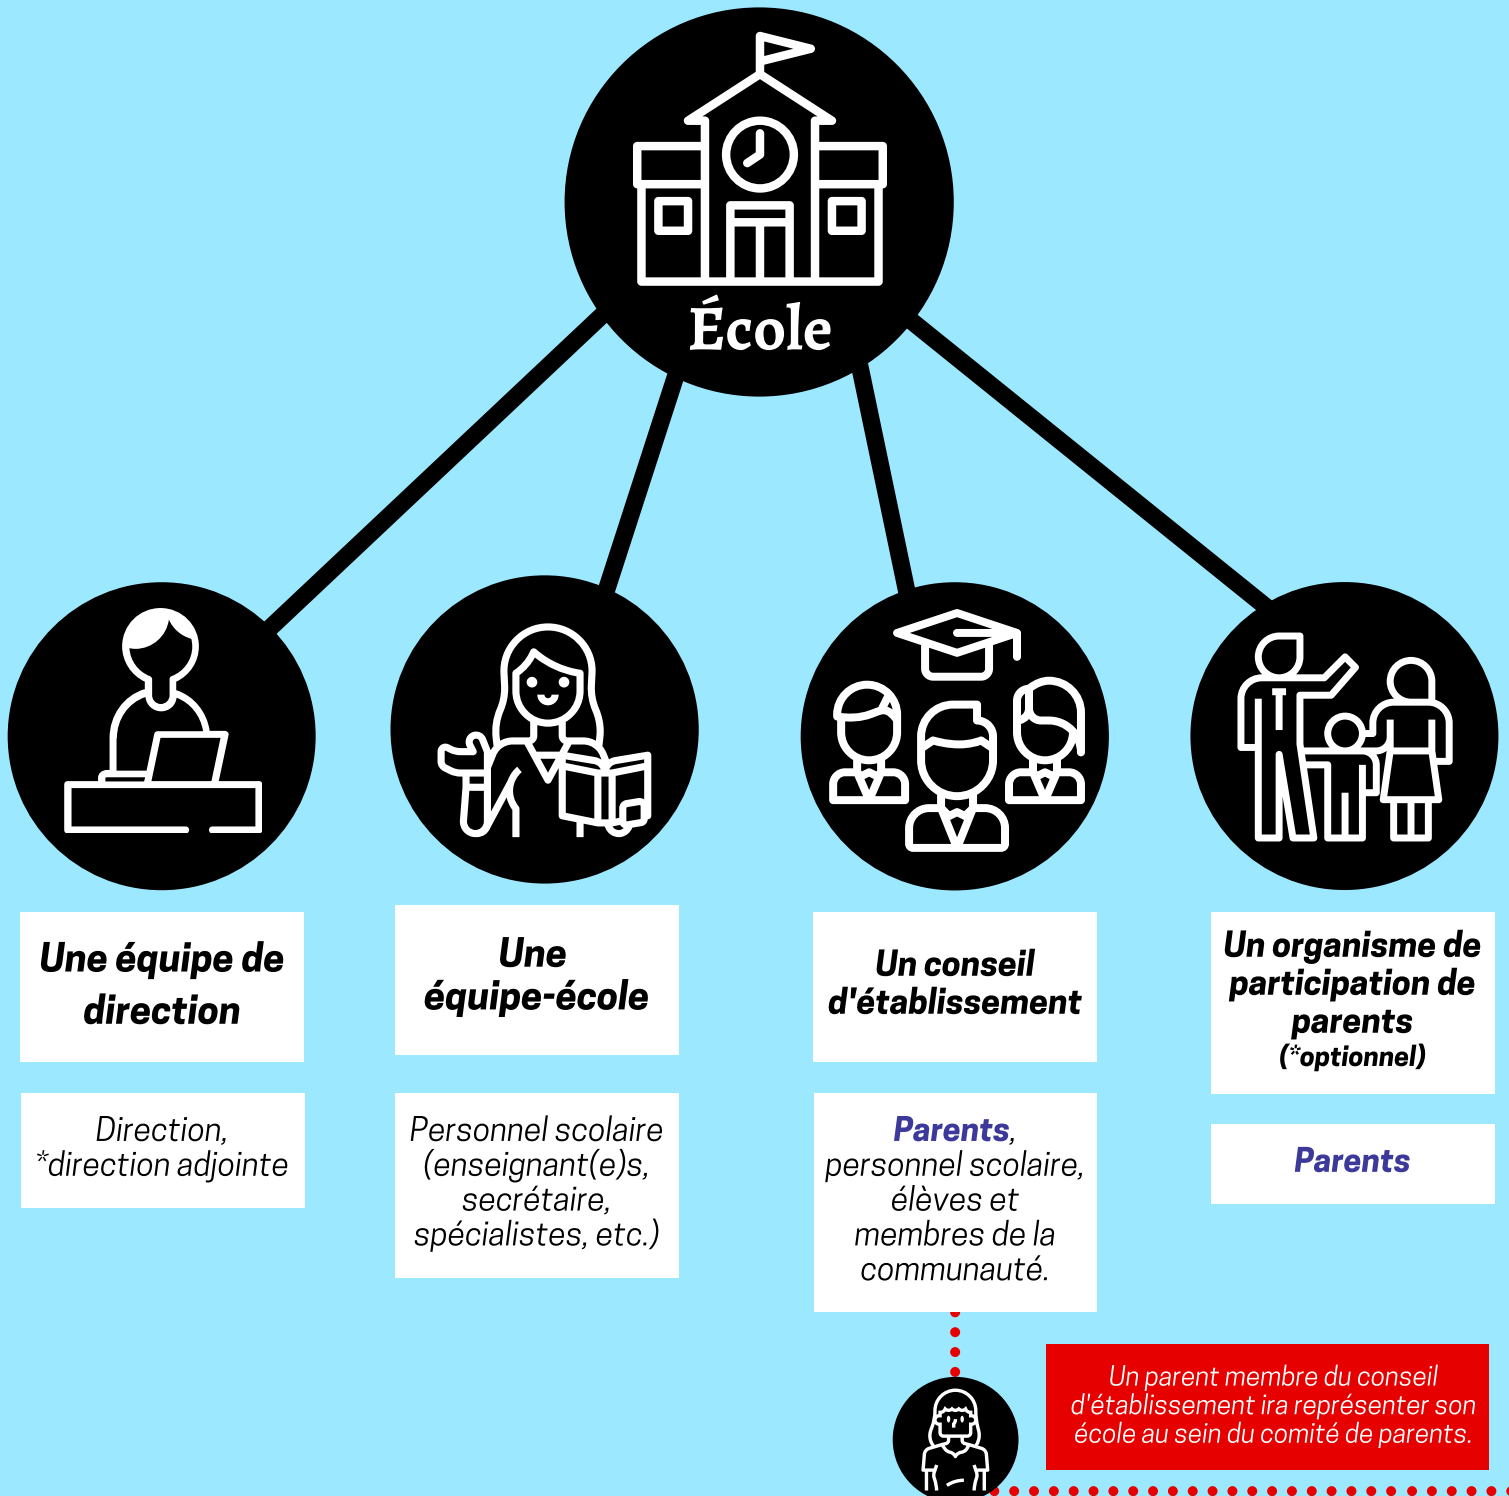 École
Une équipe de
direction
Direction,
*direction adjointe
Une
équipe-école
Personnel scolaire
(enseignant(e)s,
secrétaire,
spécialistes, etc.)
Un conseil
d'établissement
Parents,
personnel scolaire,
élèves et
membres de la
communauté.
Un organisme de
participation de
parents
(*optionnel)
Parents
Un parent membre du conseil
d'établissement ira représenter son
école au sein du comité de parents.